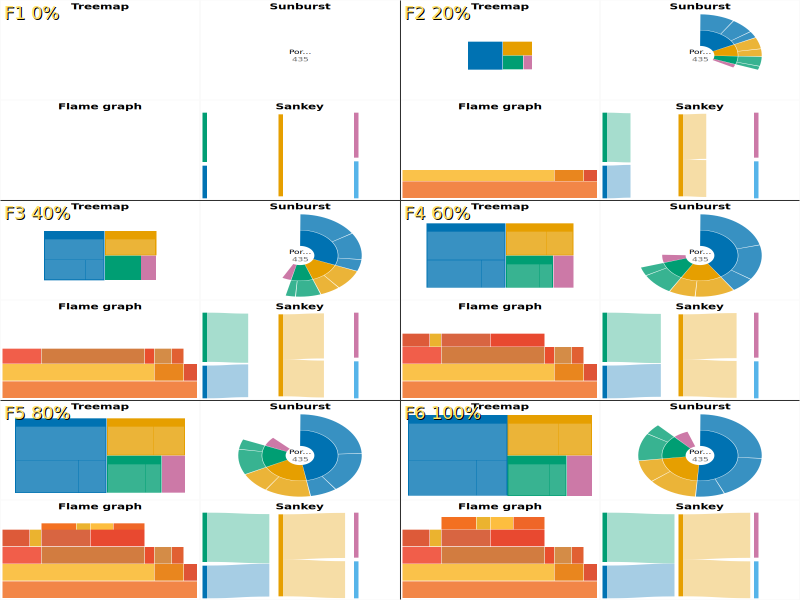 F1 0%
Treemap
Sunburst
Por...
435
Flame graph
Sankey
F2 20%
Treemap
Sunburst
Por...
435
Flame graph
Sankey
F3 40%
Treemap
Sunburst
Por...
435
Flame graph
Sankey
F4 60%
Treemap
Sunburst
Por...
435
Flame graph
Sankey
F5 80%
Treemap
Sunburst
Por...
435
Flame graph
Sankey
F6 100%
Treemap
Sunburst
Por...
435
Flame graph
Sankey